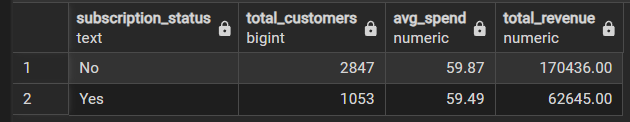 subscription_status total_customers avg_spend total_revenue
text bigint numeric numeric
1 No 2847 59.87 170436.00
2 Yes 1053 59.49 62645.00